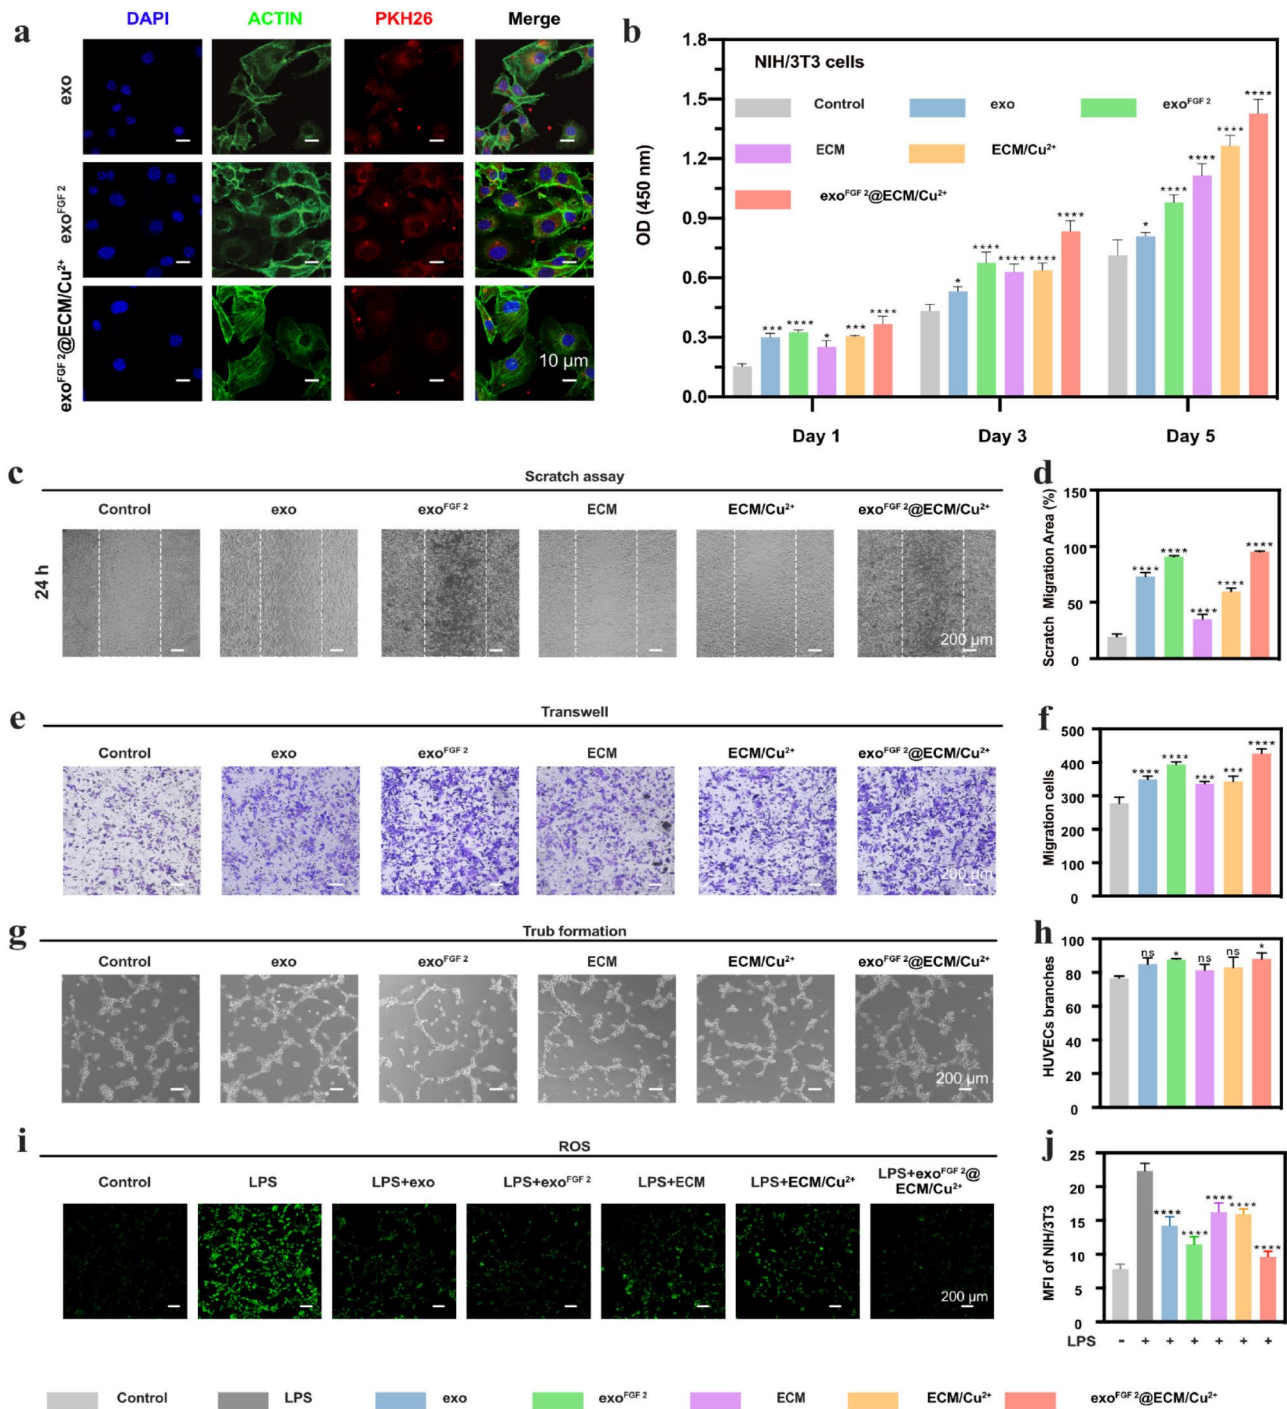 a
DAPI ACTIN PKH26 Merge
exo
exoFGF 2
exoFGF 2@ECM/Cu2+
10 μm
b
1.8
1.5
1.2
0.9
0.6
0.3
0.0
OD (450 nm)
NIH/3T3 cells
Control exo exoFGF 2
ECM ECM/Cu2+
exoFGF 2@ECM/Cu2+
*** **** * *** ****
* **** **** **** ****
* **** **** **** ****
Day 1 Day 3 Day 5
c
Scratch assay
Control exo exoFGF 2 ECM ECM/Cu2+ exoFGF 2@ECM/Cu2+
24 h
200 μm
d
Scratch Migration Area (%)
150
100
50
0
**** **** **** **** ****
e
Transwell
Control exo exoFGF 2 ECM ECM/Cu2+ exoFGF 2@ECM/Cu2+
200 μm
f
Migration cells
500
400
300
200
100
0
**** **** *** *** ****
g
Trub formation
Control exo exoFGF 2 ECM ECM/Cu2+ exoFGF 2@ECM/Cu2+
200 μm
h
HUVECs branches
100
80
60
40
20
0
ns * ns ns *
i
ROS
Control LPS LPS+exo LPS+exoFGF 2 LPS+ECM LPS+ECM/Cu2+ LPS+exoFGF 2@
ECM/Cu2+
200 μm
j
MFI of NIH/3T3
25
20
15
10
5
0
**** **** **** **** ****
LPS - + + + + + +
Control LPS exo exoFGF 2 ECM ECM/Cu2+ exoFGF 2@ECM/Cu2+